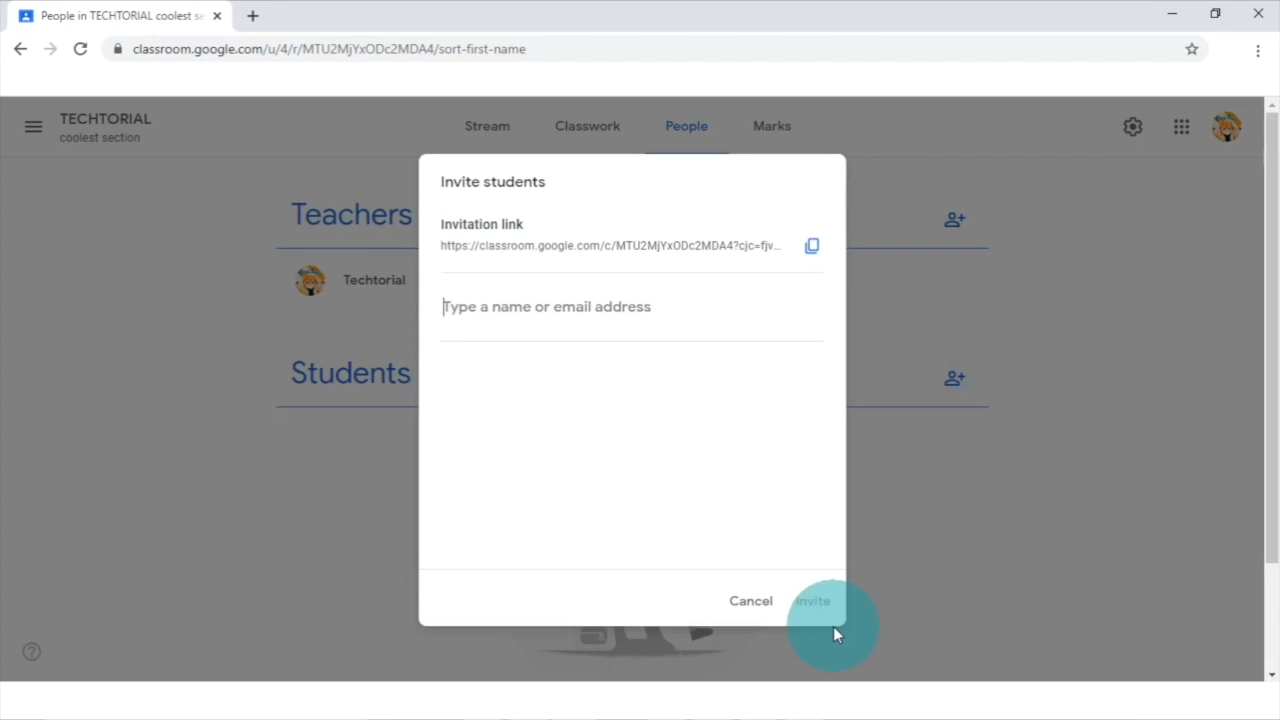 People in TECHTORIAL coolest se
classroom.google.com/u/4/r/MTU2MjYxODc2MDA4/sort-first-name
TECHTORIAL
coolest section
Stream
Classwork
People
Marks
Invite students
Invitation link
https://classroom.google.com/c/MTU2MjYxODc2MDA4?cjc=fjv...
Teachers
Techtorial
Type a name or email address
Students
Cancel
Invite